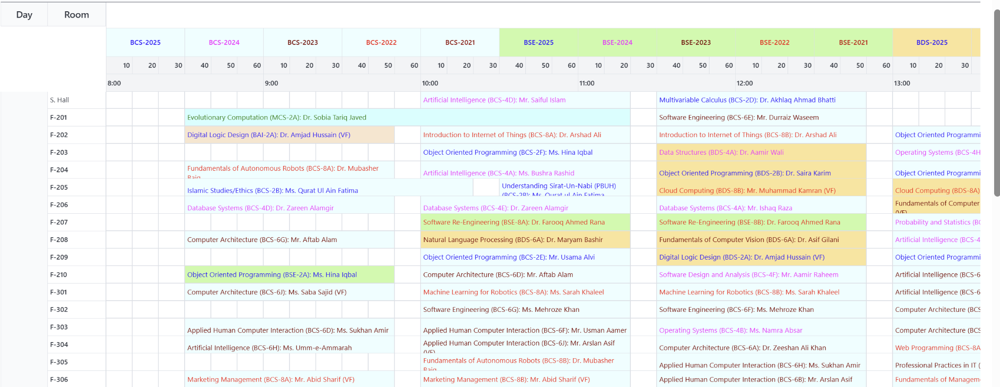 Day Room
BCS-2025 BCS-2024 BCS-2023 BCS-2022 BCS-2021 BSE-2025 BSE-2024 BSE-2023 BSE-2022 BSE-2021 BDS-2025
10 20 30 40 50 60 10 20 30 40 50 60 10 20 30 40 50 60 10 20 30 40 50 60 10 20 30 40 50 60 10 20 30
8:00 9:00 10:00 11:00 12:00 13:00
S. Hall Artificial Intelligence (BCS-4D): Mr. Saiful Islam Multivariable Calculus (BCS-2D): Dr. Akhlaq Ahmad Bhatti
F-201 Evolutionary Computation (MCS-2A): Dr. Sobia Tariq Javed Software Engineering (BCS-6E): Mr. Durraiz Waseem
F-202 Digital Logic Design (BAI-2A): Dr. Amjad Hussain (VF) Introduction to Internet of Things (BCS-8A): Dr. Arshad Ali Introduction to Internet of Things (BCS-8B): Dr. Arshad Ali Object Oriented Programmi
F-203 Object Oriented Programming (BCS-2F): Ms. Hina Iqbal Data Structures (BDS-4A): Dr. Aamir Wali Operating Systems (BCS-4H
F-204 Fundamentals of Autonomous Robots (BCS-8A): Dr. Mubasher
Baig Artificial Intelligence (BCS-4A): Ms. Bushra Rashid Object Oriented Programming (BDS-2B): Dr. Saira Karim Object Oriented Programmi
F-205 Islamic Studies/Ethics (BCS-2B): Ms. Qurat Ul Ain Fatima Understanding Sirat-Un-Nabi (PBUH)
(BCS-2B): Ms. Qurat ul Ain Fatima Cloud Computing (BDS-8B): Mr. Muhammad Kamran (VF) Cloud Computing (BDS-8A)
F-206 Database Systems (BCS-4D): Dr. Zareen Alamgir Database Systems (BCS-4E): Dr. Zareen Alamgir Database Systems (BCS-4A): Mr. Ishaq Raza Fundamentals of Computer
(VF)
F-207 Software Re-Engineering (BSE-8A): Dr. Farooq Ahmed Rana Software Re-Engineering (BSE-8B): Dr. Farooq Ahmed Rana Probability and Statistics (BC
F-208 Computer Architecture (BCS-6G): Mr. Aftab Alam Natural Language Processing (BDS-6A): Dr. Maryam Bashir Fundamentals of Computer Vision (BDS-6A): Dr. Asif Gilani Artificial Intelligence (BCS-4
F-209 Object Oriented Programming (BCS-2E): Mr. Usama Alvi Digital Logic Design (BDS-2A): Dr. Amjad Hussain (VF) Object Oriented Programmi
F-210 Object Oriented Programming (BSE-2A): Ms. Hina Iqbal Computer Architecture (BCS-6D): Mr. Aftab Alam Software Design and Analysis (BCS-4F): Mr. Aamir Raheem Artificial Intelligence (BCS-6
F-301 Computer Architecture (BCS-6J): Ms. Saba Sajid (VF) Machine Learning for Robotics (BCS-8A): Ms. Sarah Khaleel Machine Learning for Robotics (BCS-8B): Ms. Sarah Khaleel Artificial Intelligence (BCS-6
F-302 Software Engineering (BCS-6G): Ms. Mehroze Khan Software Engineering (BCS-6F): Ms. Mehroze Khan Computer Architecture (BCS
F-303 Applied Human Computer Interaction (BCS-6D): Ms. Sukhan Amir Applied Human Computer Interaction (BCS-6F): Mr. Usman Aamer Operating Systems (BCS-4B): Ms. Namra Absar Computer Architecture (BCS
F-304 Artificial Intelligence (BCS-6H): Ms. Umm-e-Ammarah Applied Human Computer Interaction (BCS-6J): Mr. Arslan Asif
(VF) Computer Architecture (BCS-6A): Dr. Zeeshan Ali Khan Web Programming (BCS-8A
F-305 Fundamentals of Autonomous Robots (BCS-8B): Dr. Mubasher
Baig Applied Human Computer Interaction (BCS-6H): Ms. Sukhan Amir Professional Practices in IT (
F-306 Marketing Management (BCS-8A): Mr. Abid Sharif (VF) Marketing Management (BCS-8B): Mr. Abid Sharif (VF) Applied Human Computer Interaction (BCS-6B): Mr. Arslan Asif Fundamentals of Managem